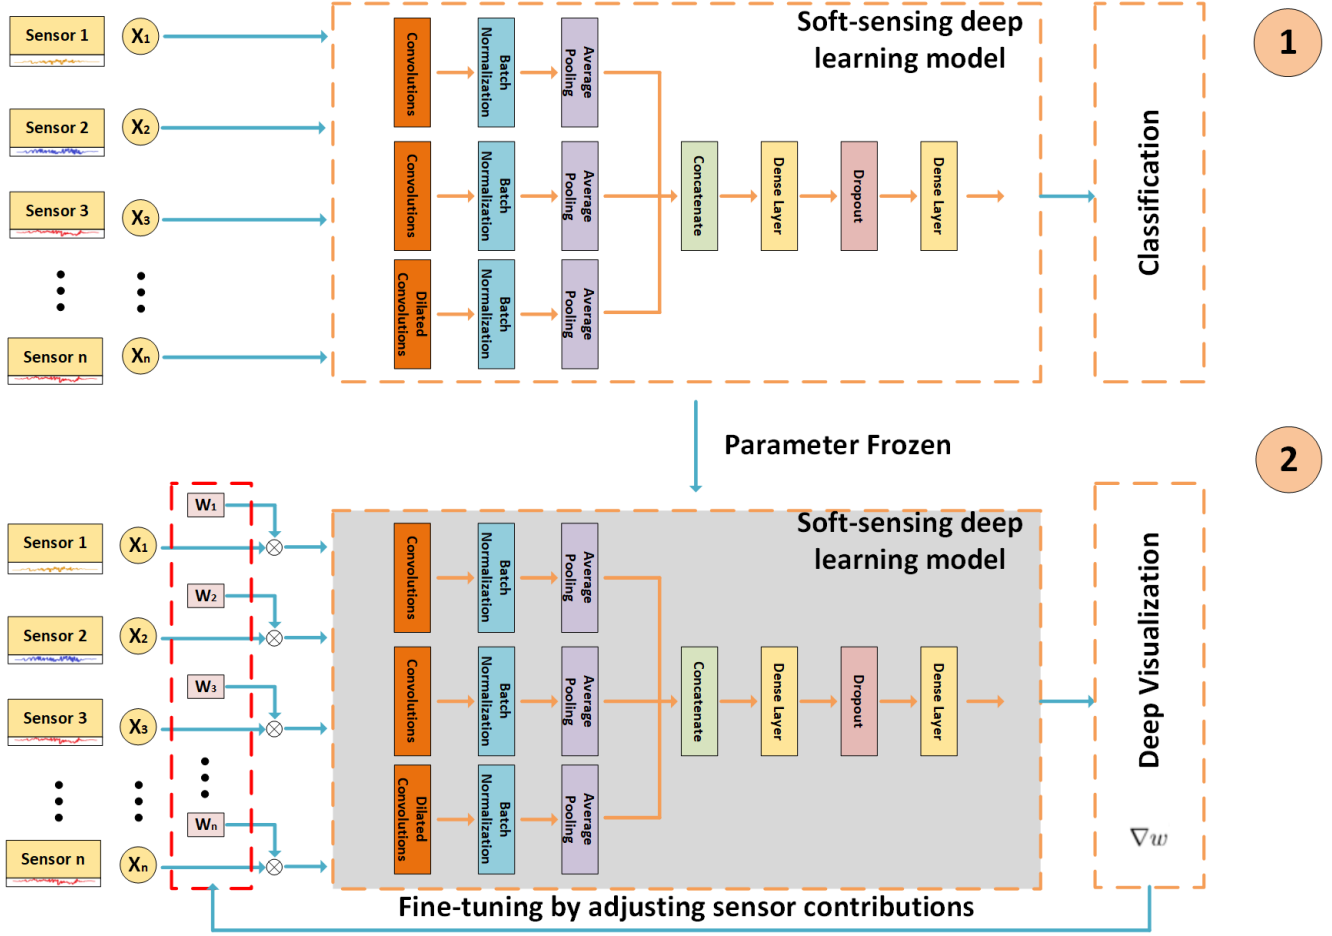 Sensor 1
X1
Sensor 2
X2
Sensor 3
X3
Sensor n
Xn
Soft-sensing deep
learning model
Convolutions
Batch
Normalization
Average
Pooling
Convolutions
Batch
Normalization
Average
Pooling
Dilated
Convolutions
Batch
Normalization
Average
Pooling
Concatenate
Dense Layer
Dropout
Dense Layer
Classification
1
Parameter Frozen
2
Sensor 1
X1
W1
Sensor 2
X2
W2
Sensor 3
X3
W3
Sensor n
Xn
Wn
Soft-sensing deep
learning model
Convolutions
Batch
Normalization
Average
Pooling
Convolutions
Batch
Normalization
Average
Pooling
Dilated
Convolutions
Batch
Normalization
Average
Pooling
Concatenate
Dense Layer
Dropout
Dense Layer
Deep Visualization
∇w
Fine-tuning by adjusting sensor contributions